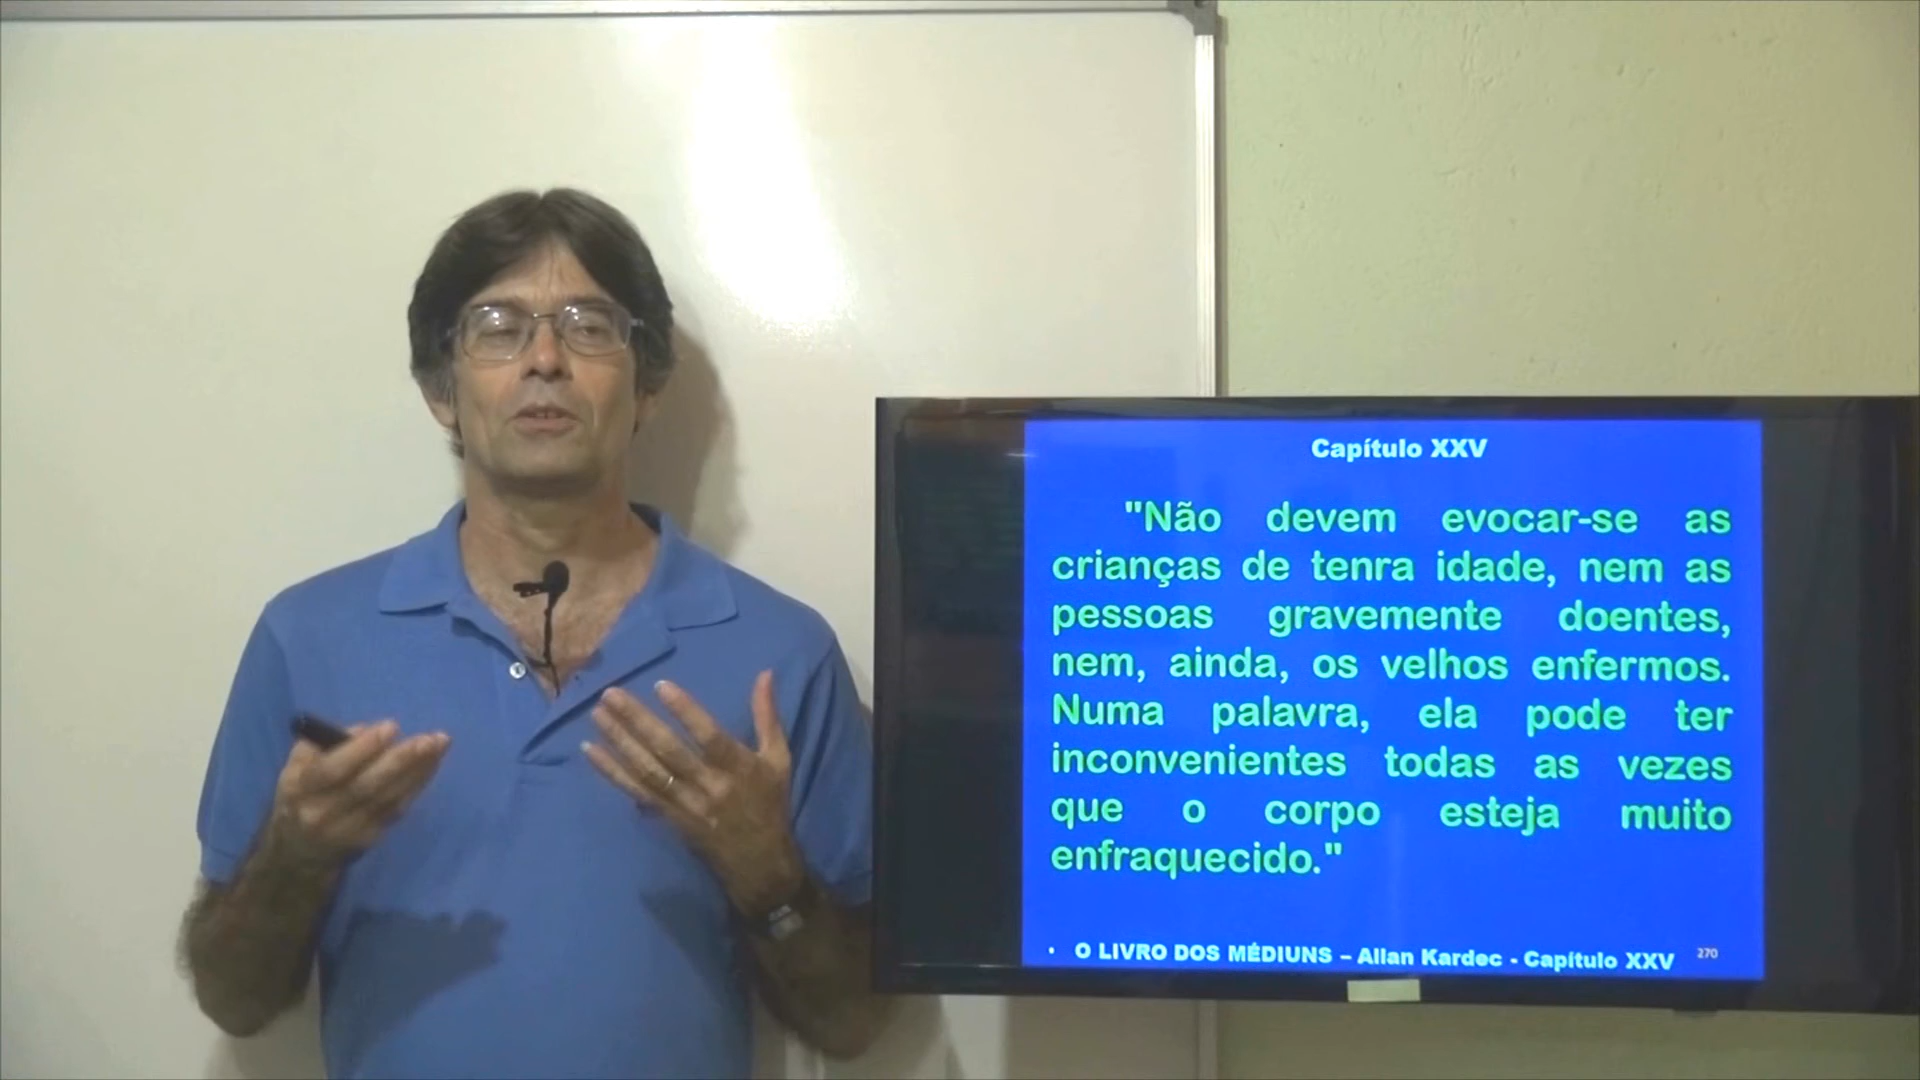 Capítulo XXV
"Não devem evocar-se as
crianças de tenra idade, nem as
pessoas gravemente doentes,
nem, ainda, os velhos enfermos.
Numa palavra, ela pode ter
inconvenientes todas as vezes
que o corpo esteja muito
enfraquecido."
• O LIVRO DOS MÉDIUNS – Allan Kardec - Capítulo XXV 270